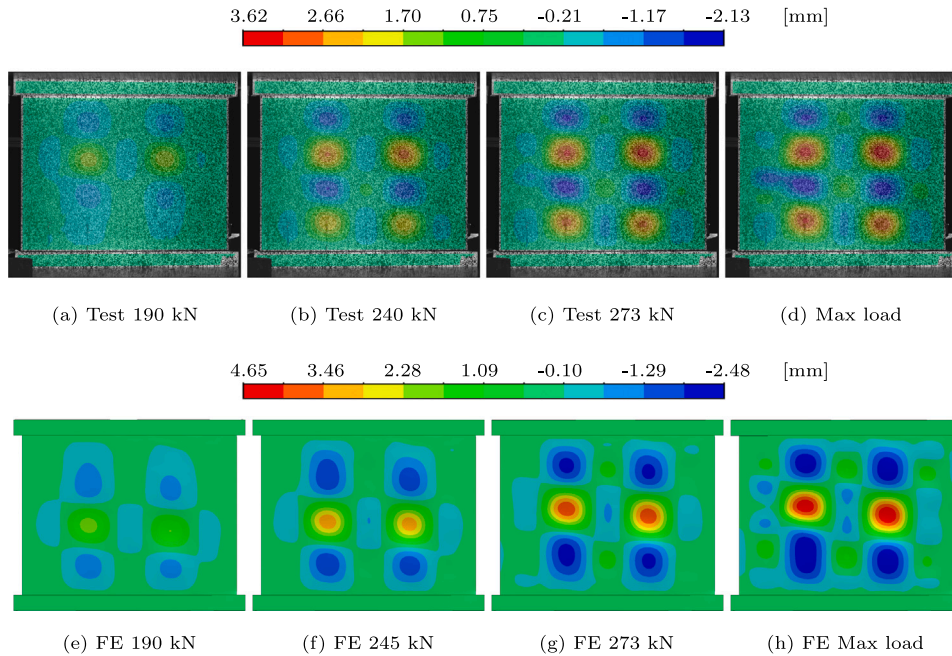 3.62 2.66 1.70 0.75 -0.21 -1.17 -2.13 [mm]
(a) Test 190 kN (b) Test 240 kN (c) Test 273 kN (d) Max load
4.65 3.46 2.28 1.09 -0.10 -1.29 -2.48 [mm]
(e) FE 190 kN (f) FE 245 kN (g) FE 273 kN (h) FE Max load